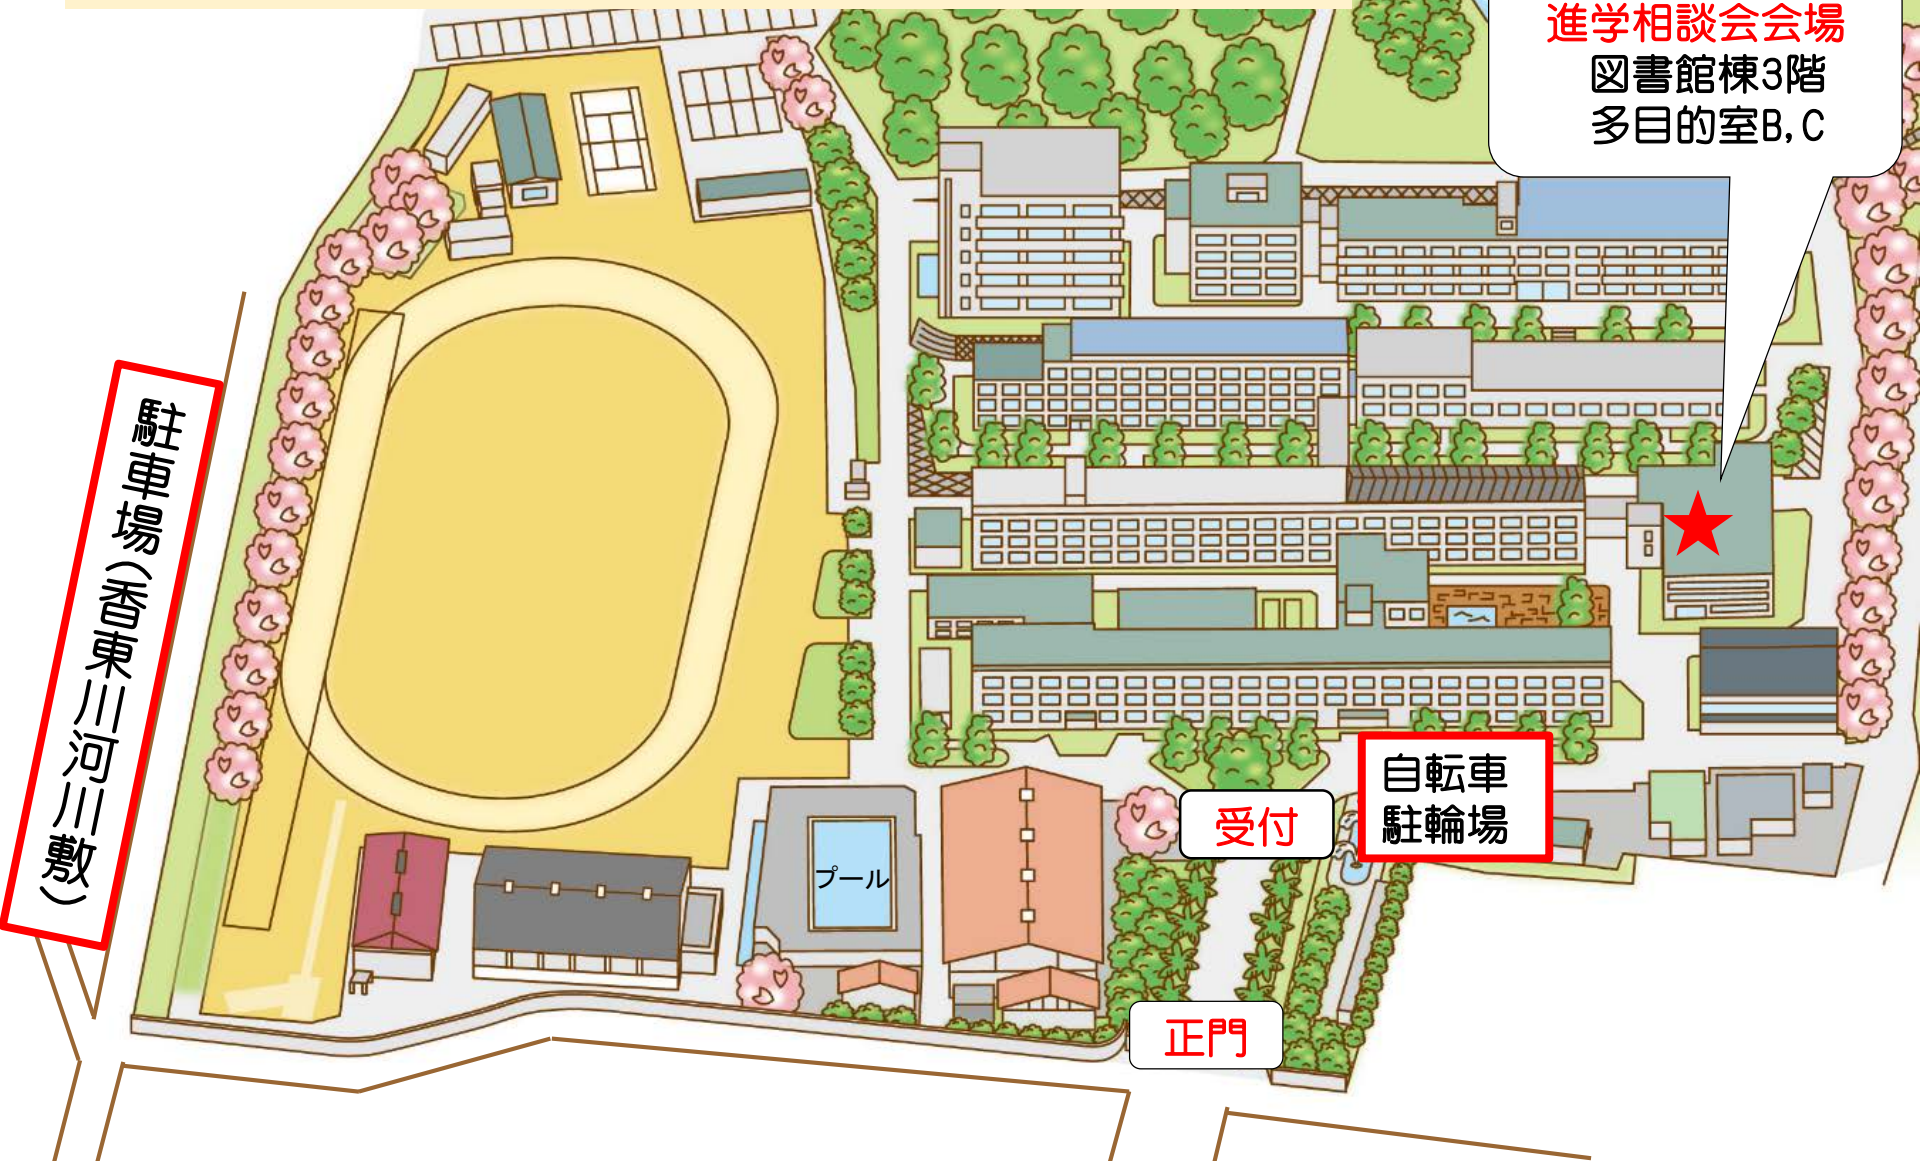 進学相談会会場
図書館棟3階
多目的室B,C
駐車場(香東川河川敷)
自転車
駐輪場
受付
プール
正門